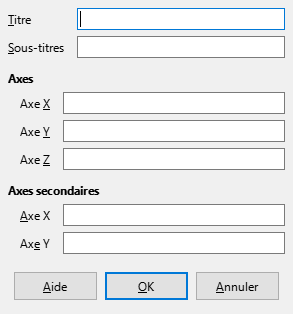 Titre
Sous-titres
Axes
Axe X
Axe Y
Axe Z
Axes secondaires
Axe X
Axe Y
Aide OK Annuler